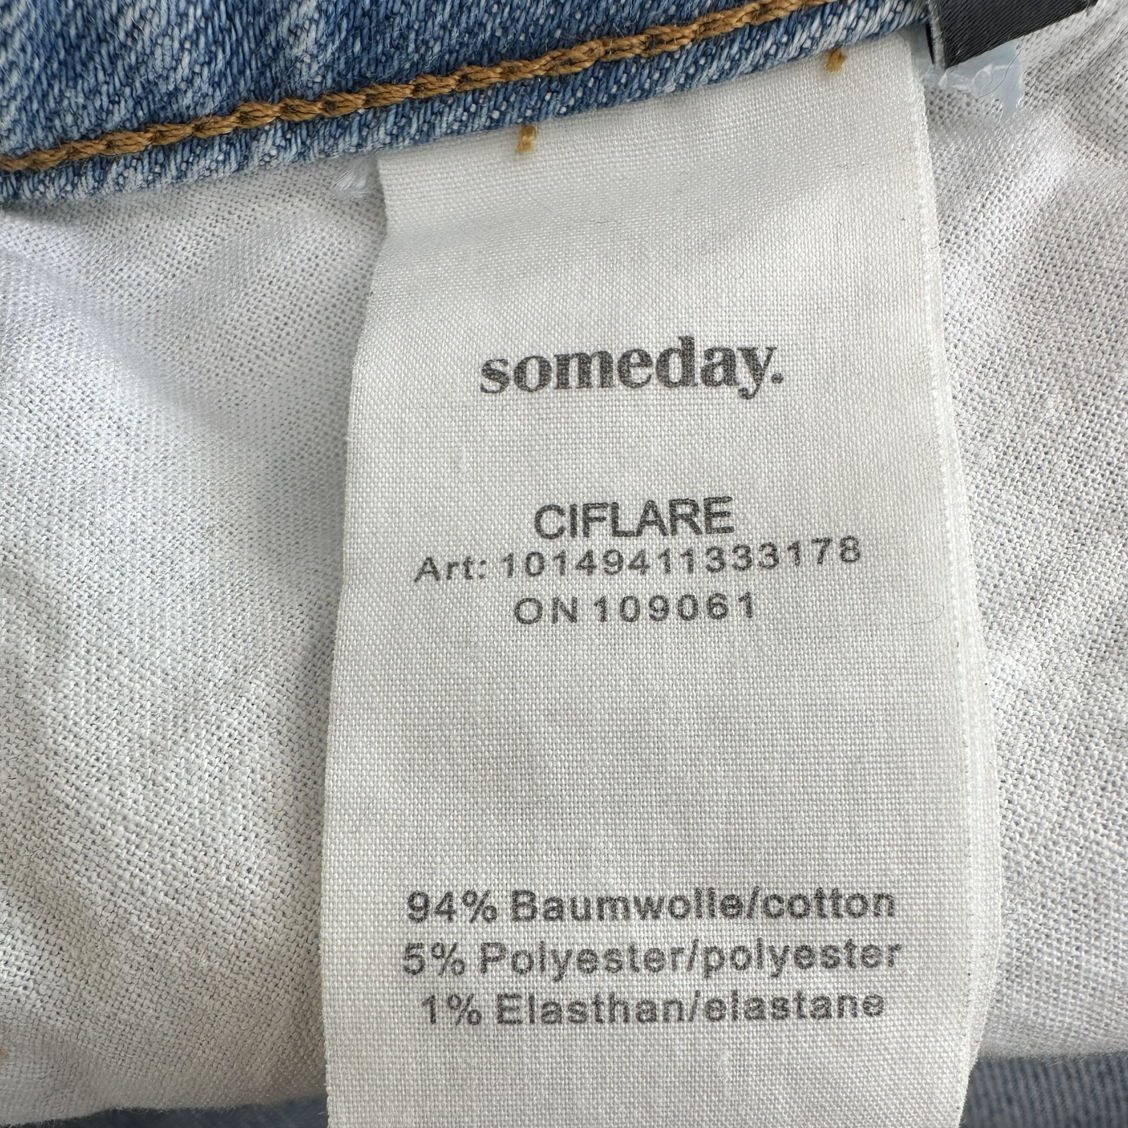 someday.
CIFLARE
Art: 10149411333178
ON 109061
94% Baumwolle/cotton
5% Polyester/polyester
1% Elasthan/elastane